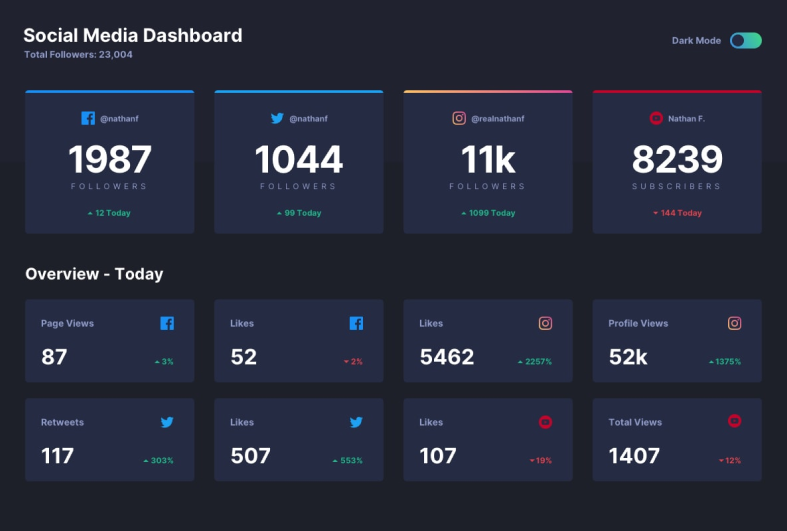 Social Media Dashboard
Total Followers: 23,004
Dark Mode
@nathanf
1987
FOLLOWERS
12 Today
@nathanf
1044
FOLLOWERS
99 Today
@realnathanf
11k
FOLLOWERS
1099 Today
Nathan F.
8239
SUBSCRIBERS
144 Today
Overview - Today
Page Views
87
3%
Likes
52
2%
Likes
5462
2257%
Profile Views
52k
1375%
Retweets
117
303%
Likes
507
553%
Likes
107
19%
Total Views
1407
12%